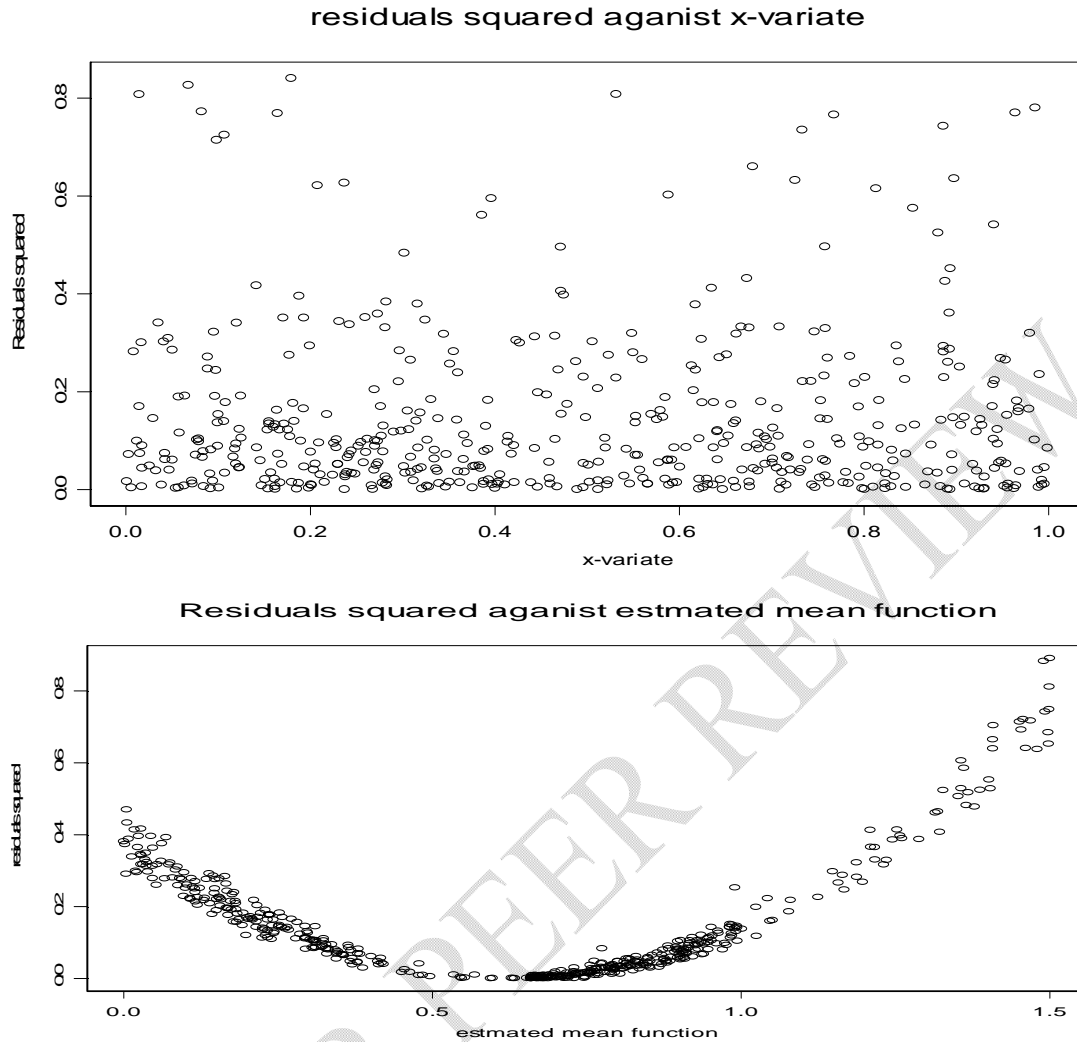 residuals squared aganist x-variate
0.8
0.6
0.4
0.2
0.0
Residuals squared
0.0 0.2 0.4 0.6 0.8 1.0
x-variate
Residuals squared aganist estmated mean function
0.8
0.6
0.4
0.2
0.0
residuals squared
0.0 0.5 1.0 1.5
estmated mean function
R PEER REVIEW